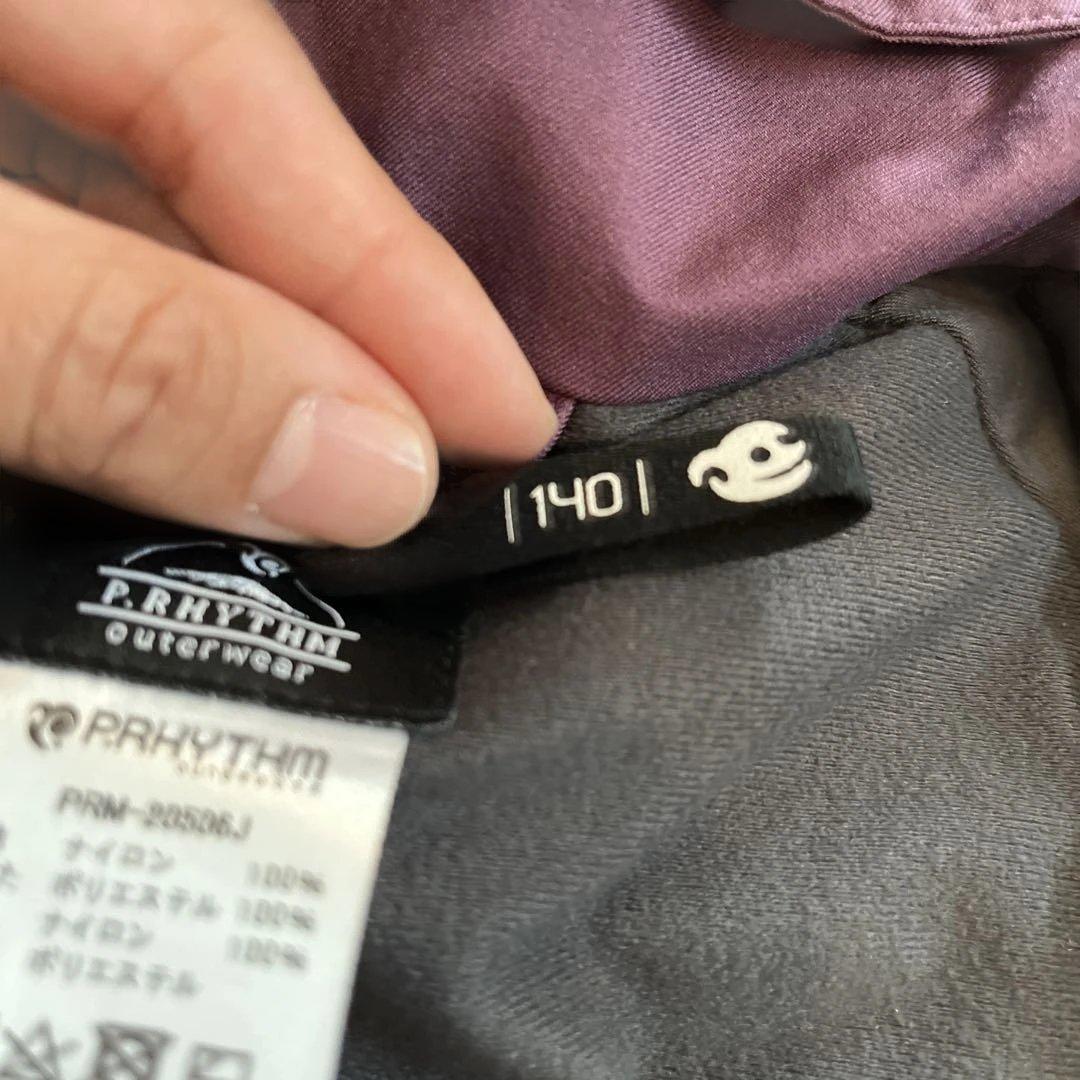 |140|
P.RHYTHM
outerwear
P.RHYTHM
PRM-20506J
ナイロン 100%
ポリエステル 100%
ナイロン 100%
ポリエステル